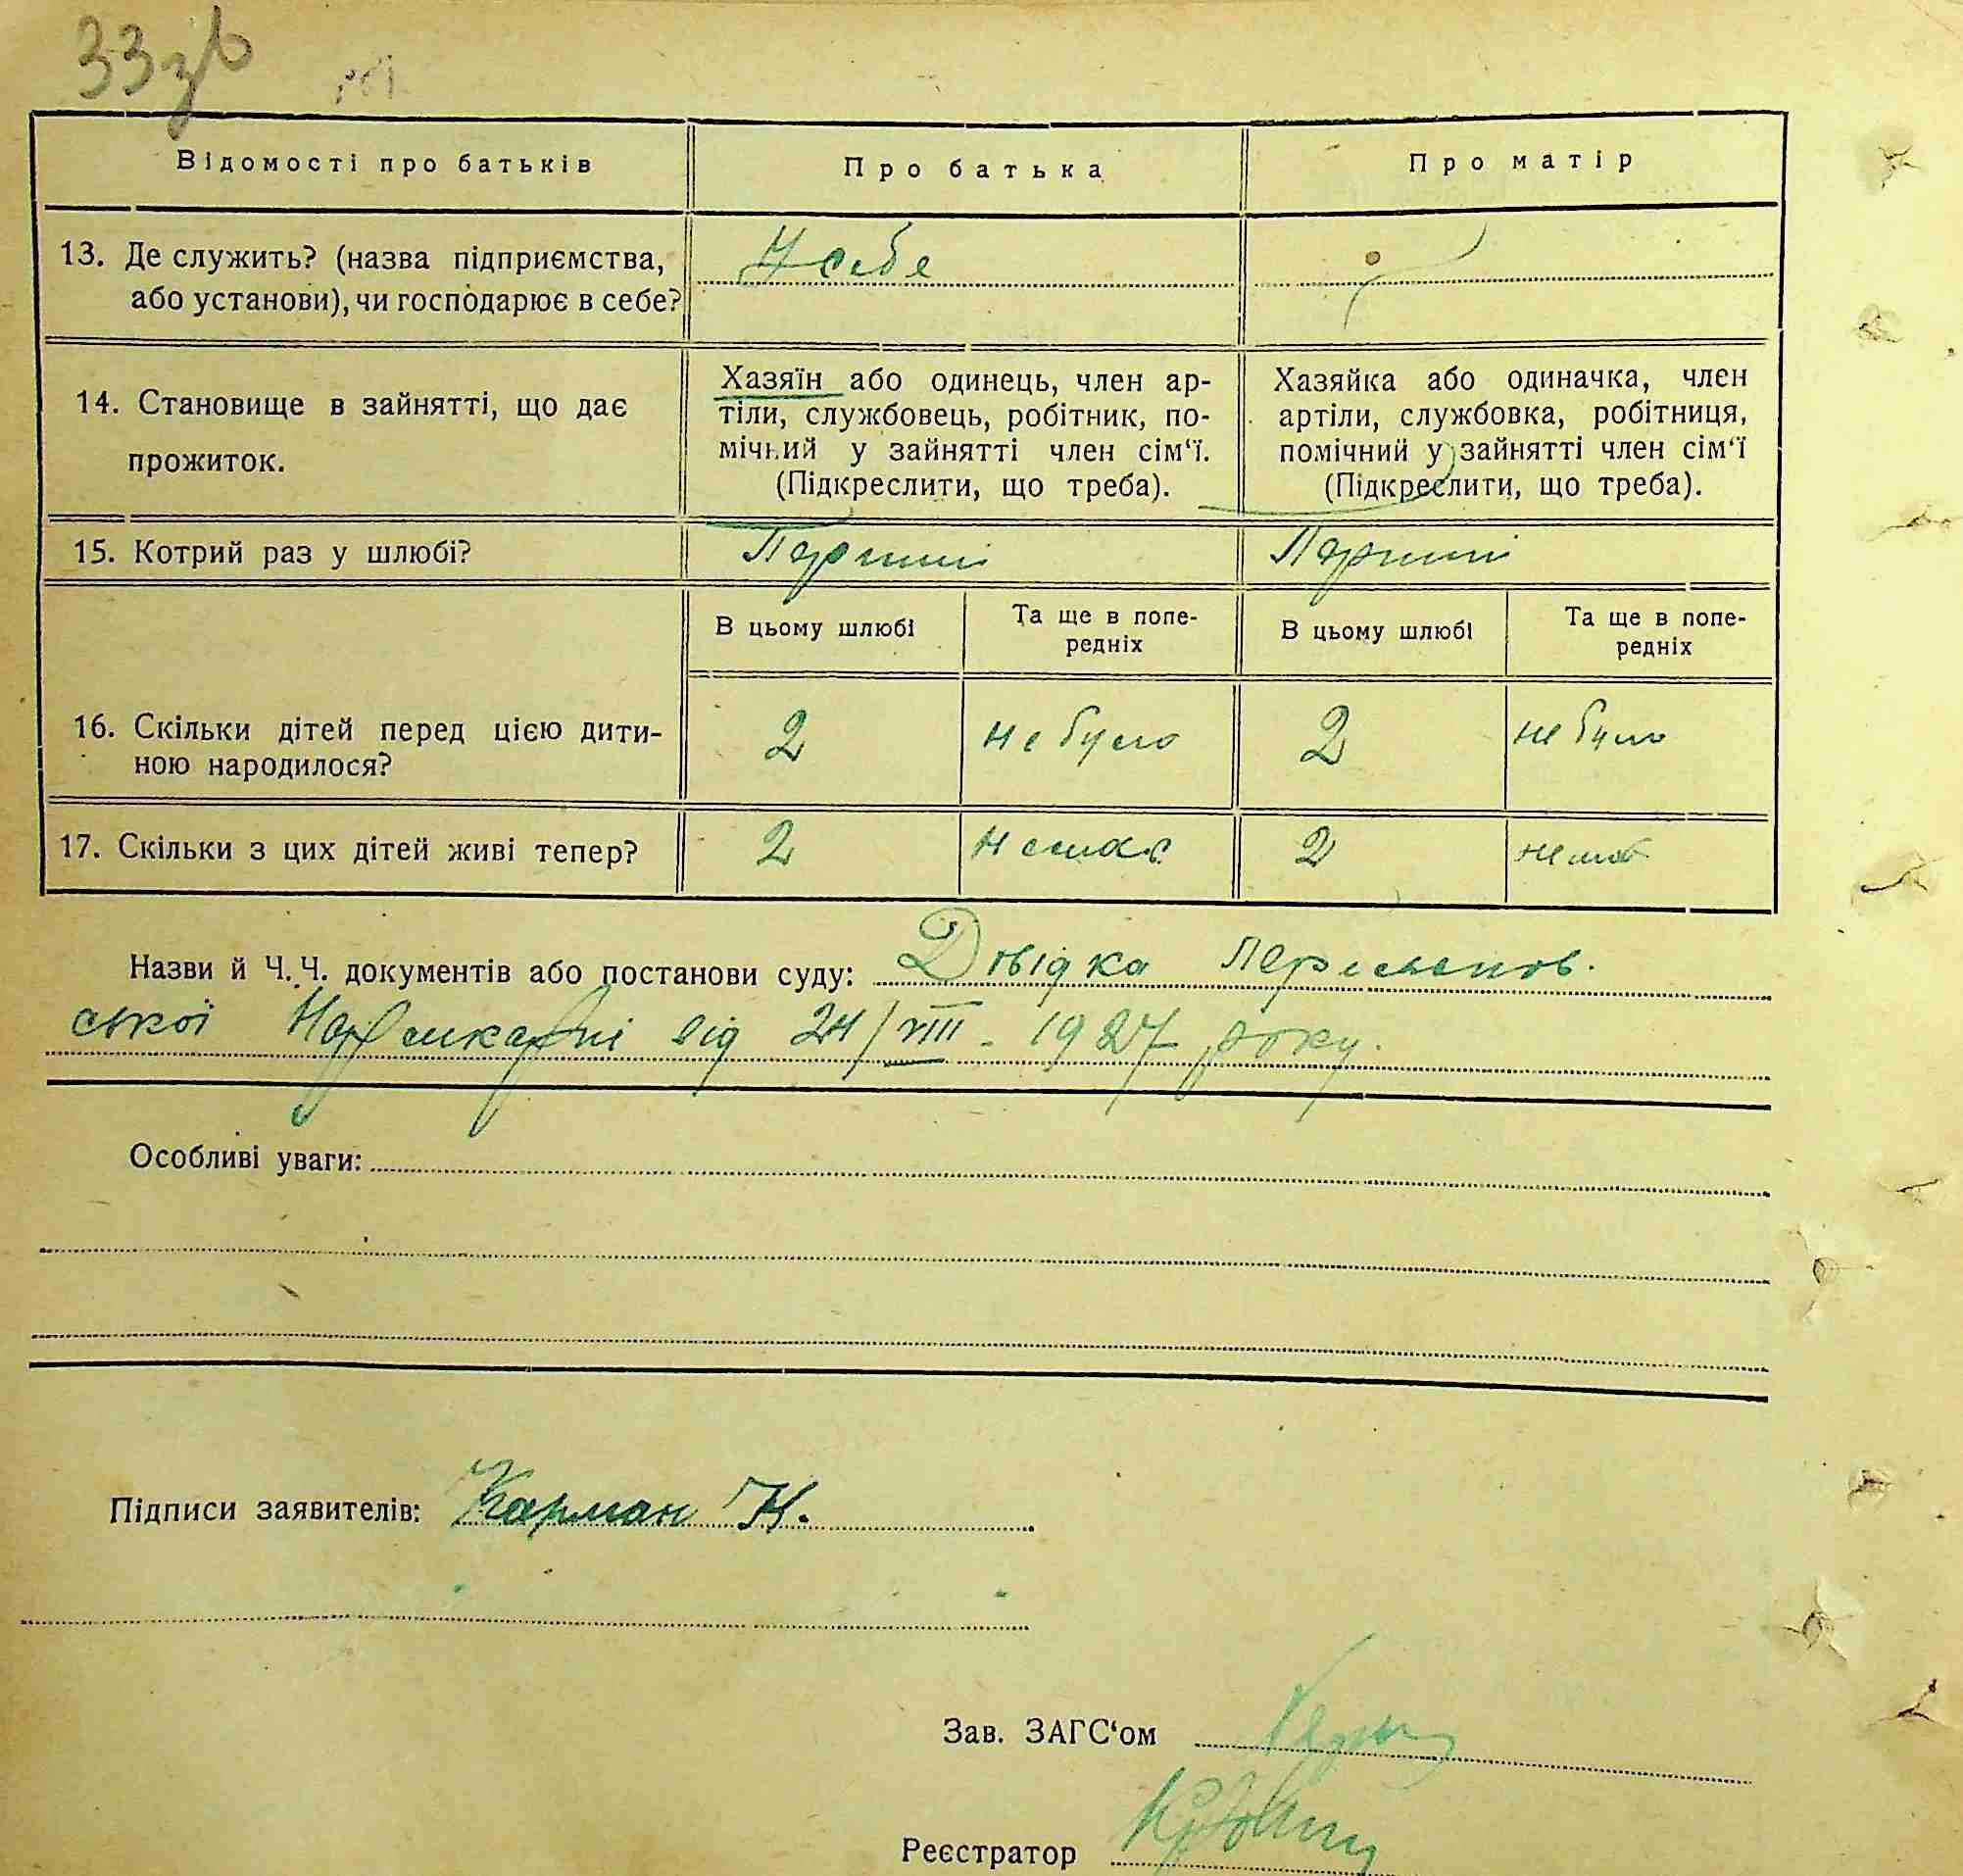 33зв
Відомості про батьків
Про батька
Про матір
13. Де служить? (назва підприємства,
або установи), чи господарює в себе?
У себе
14. Становище в зайнятті, що дає
прожиток.
Хазяїн або одинець, член ар-
тіли, службовець, робітник, по-
мічний у зайнятті член сім‘ї.
(Підкреслити, що треба).
Хазяйка або одиначка, член
артіли, службовка, робітниця,
помічний у зайнятті член сім‘ї
(Підкреслити, що треба).
15. Котрий раз у шлюбі?
Перший
Перший
В цьому шлюбі
Та ще в попе-
редніх
В цьому шлюбі
Та ще в попе-
редніх
16. Скільки дітей перед цією дити-
ною народилося?
2
не було
2
не було
17. Скільки з цих дітей живі тепер?
2
немає
2
немає
Назви й Ч.Ч. документів або постанови суду: Довідка
ської від 24/VIII - 1927 року.
Особливі уваги:
Підписи заявителів: Карман Н.
Зав. ЗАГС‘ом
Реєстратор